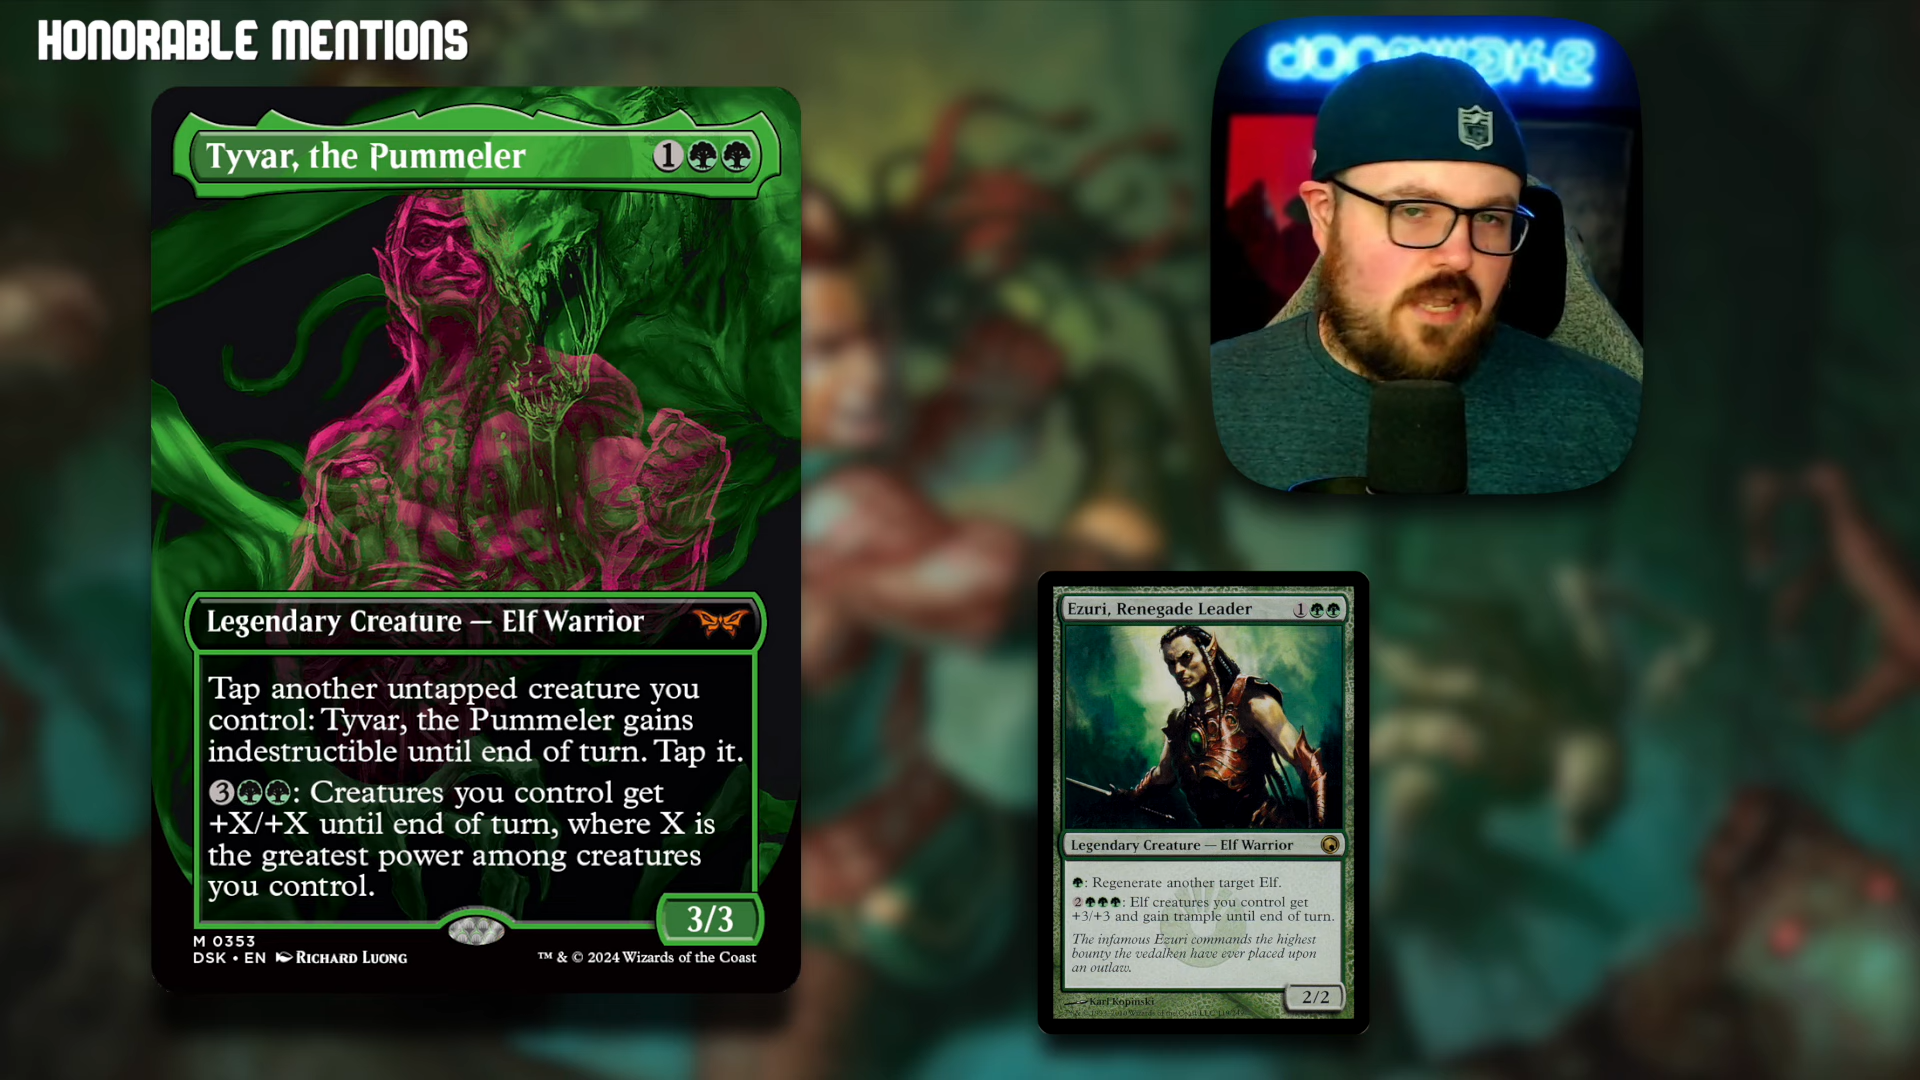 HONORABLE MENTIONS
Tyvar, the Pummeler 1
Legendary Creature — Elf Warrior
Tap another untapped creature you
control: Tyvar, the Pummeler gains
indestructible until end of turn. Tap it.
3: Creatures you control get
+X/+X until end of turn, where X is
the greatest power among creatures
you control.
3/3
M 0353
DSK • EN Richard Luong
™ & © 2024 Wizards of the Coast
Ezuri, Renegade Leader 1
Legendary Creature — Elf Warrior
: Regenerate another target Elf.
2: Elf creatures you control get
+3/+3 and gain trample until end of turn.
The infamous Ezuri commands the highest
bounty the vedalken have ever placed upon
an outlaw.
2/2
Karl Kopinski